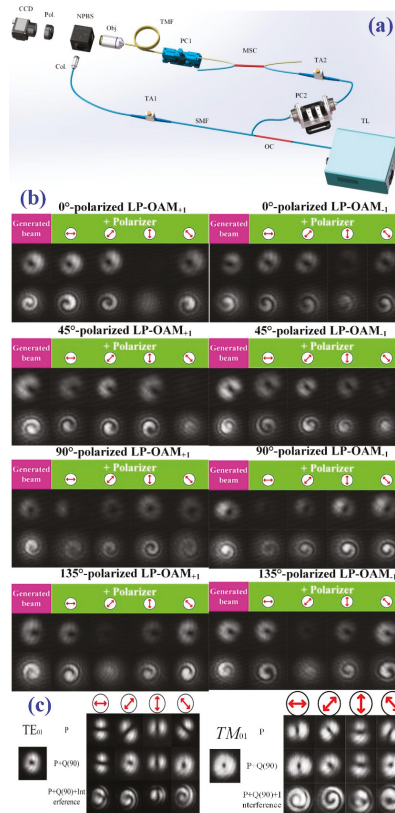 (a)
CCD Pol. NPBS Obj. TMF PC1 MSC TA2
Col. TA1 SMF OC PC2 TL
(b)
0°-polarized LP-OAM+1 0°-polarized LP-OAM-1
Generated beam + Polarizer Generated beam + Polarizer
45°-polarized LP-OAM+1 45°-polarized LP-OAM-1
Generated beam + Polarizer Generated beam + Polarizer
90°-polarized LP-OAM+1 90°-polarized LP-OAM-1
Generated beam + Polarizer Generated beam + Polarizer
135°-polarized LP-OAM+1 135°-polarized LP-OAM-1
Generated beam + Polarizer Generated beam + Polarizer
(c)
TE01 P TM01 P
P+Q(90) P+Q(90)
P+Q(90)+Int
erference
P+Q(90)+I
nterference